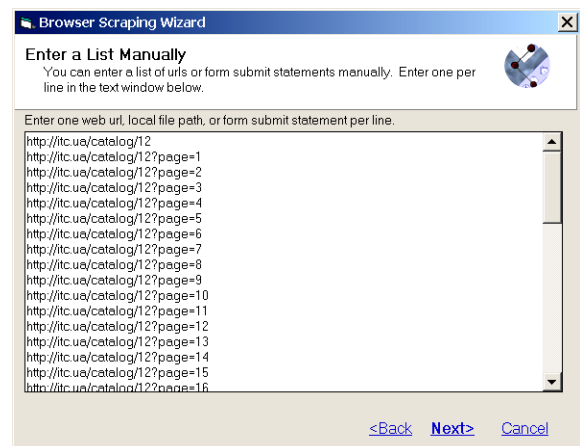 Browser Scraping Wizard
Enter a List Manually
You can enter a list of urls or form submit statements manually. Enter one per
line in the text window below.
Enter one web url, local file path, or form submit statement per line.
http://itc.ua/catalog/12
http://itc.ua/catalog/12?page=1
http://itc.ua/catalog/12?page=2
http://itc.ua/catalog/12?page=3
http://itc.ua/catalog/12?page=4
http://itc.ua/catalog/12?page=5
http://itc.ua/catalog/12?page=6
http://itc.ua/catalog/12?page=7
http://itc.ua/catalog/12?page=8
http://itc.ua/catalog/12?page=9
http://itc.ua/catalog/12?page=10
http://itc.ua/catalog/12?page=11
http://itc.ua/catalog/12?page=12
http://itc.ua/catalog/12?page=13
http://itc.ua/catalog/12?page=14
http://itc.ua/catalog/12?page=15
http://itc.ua/catalog/12?page=16
<Back Next> Cancel